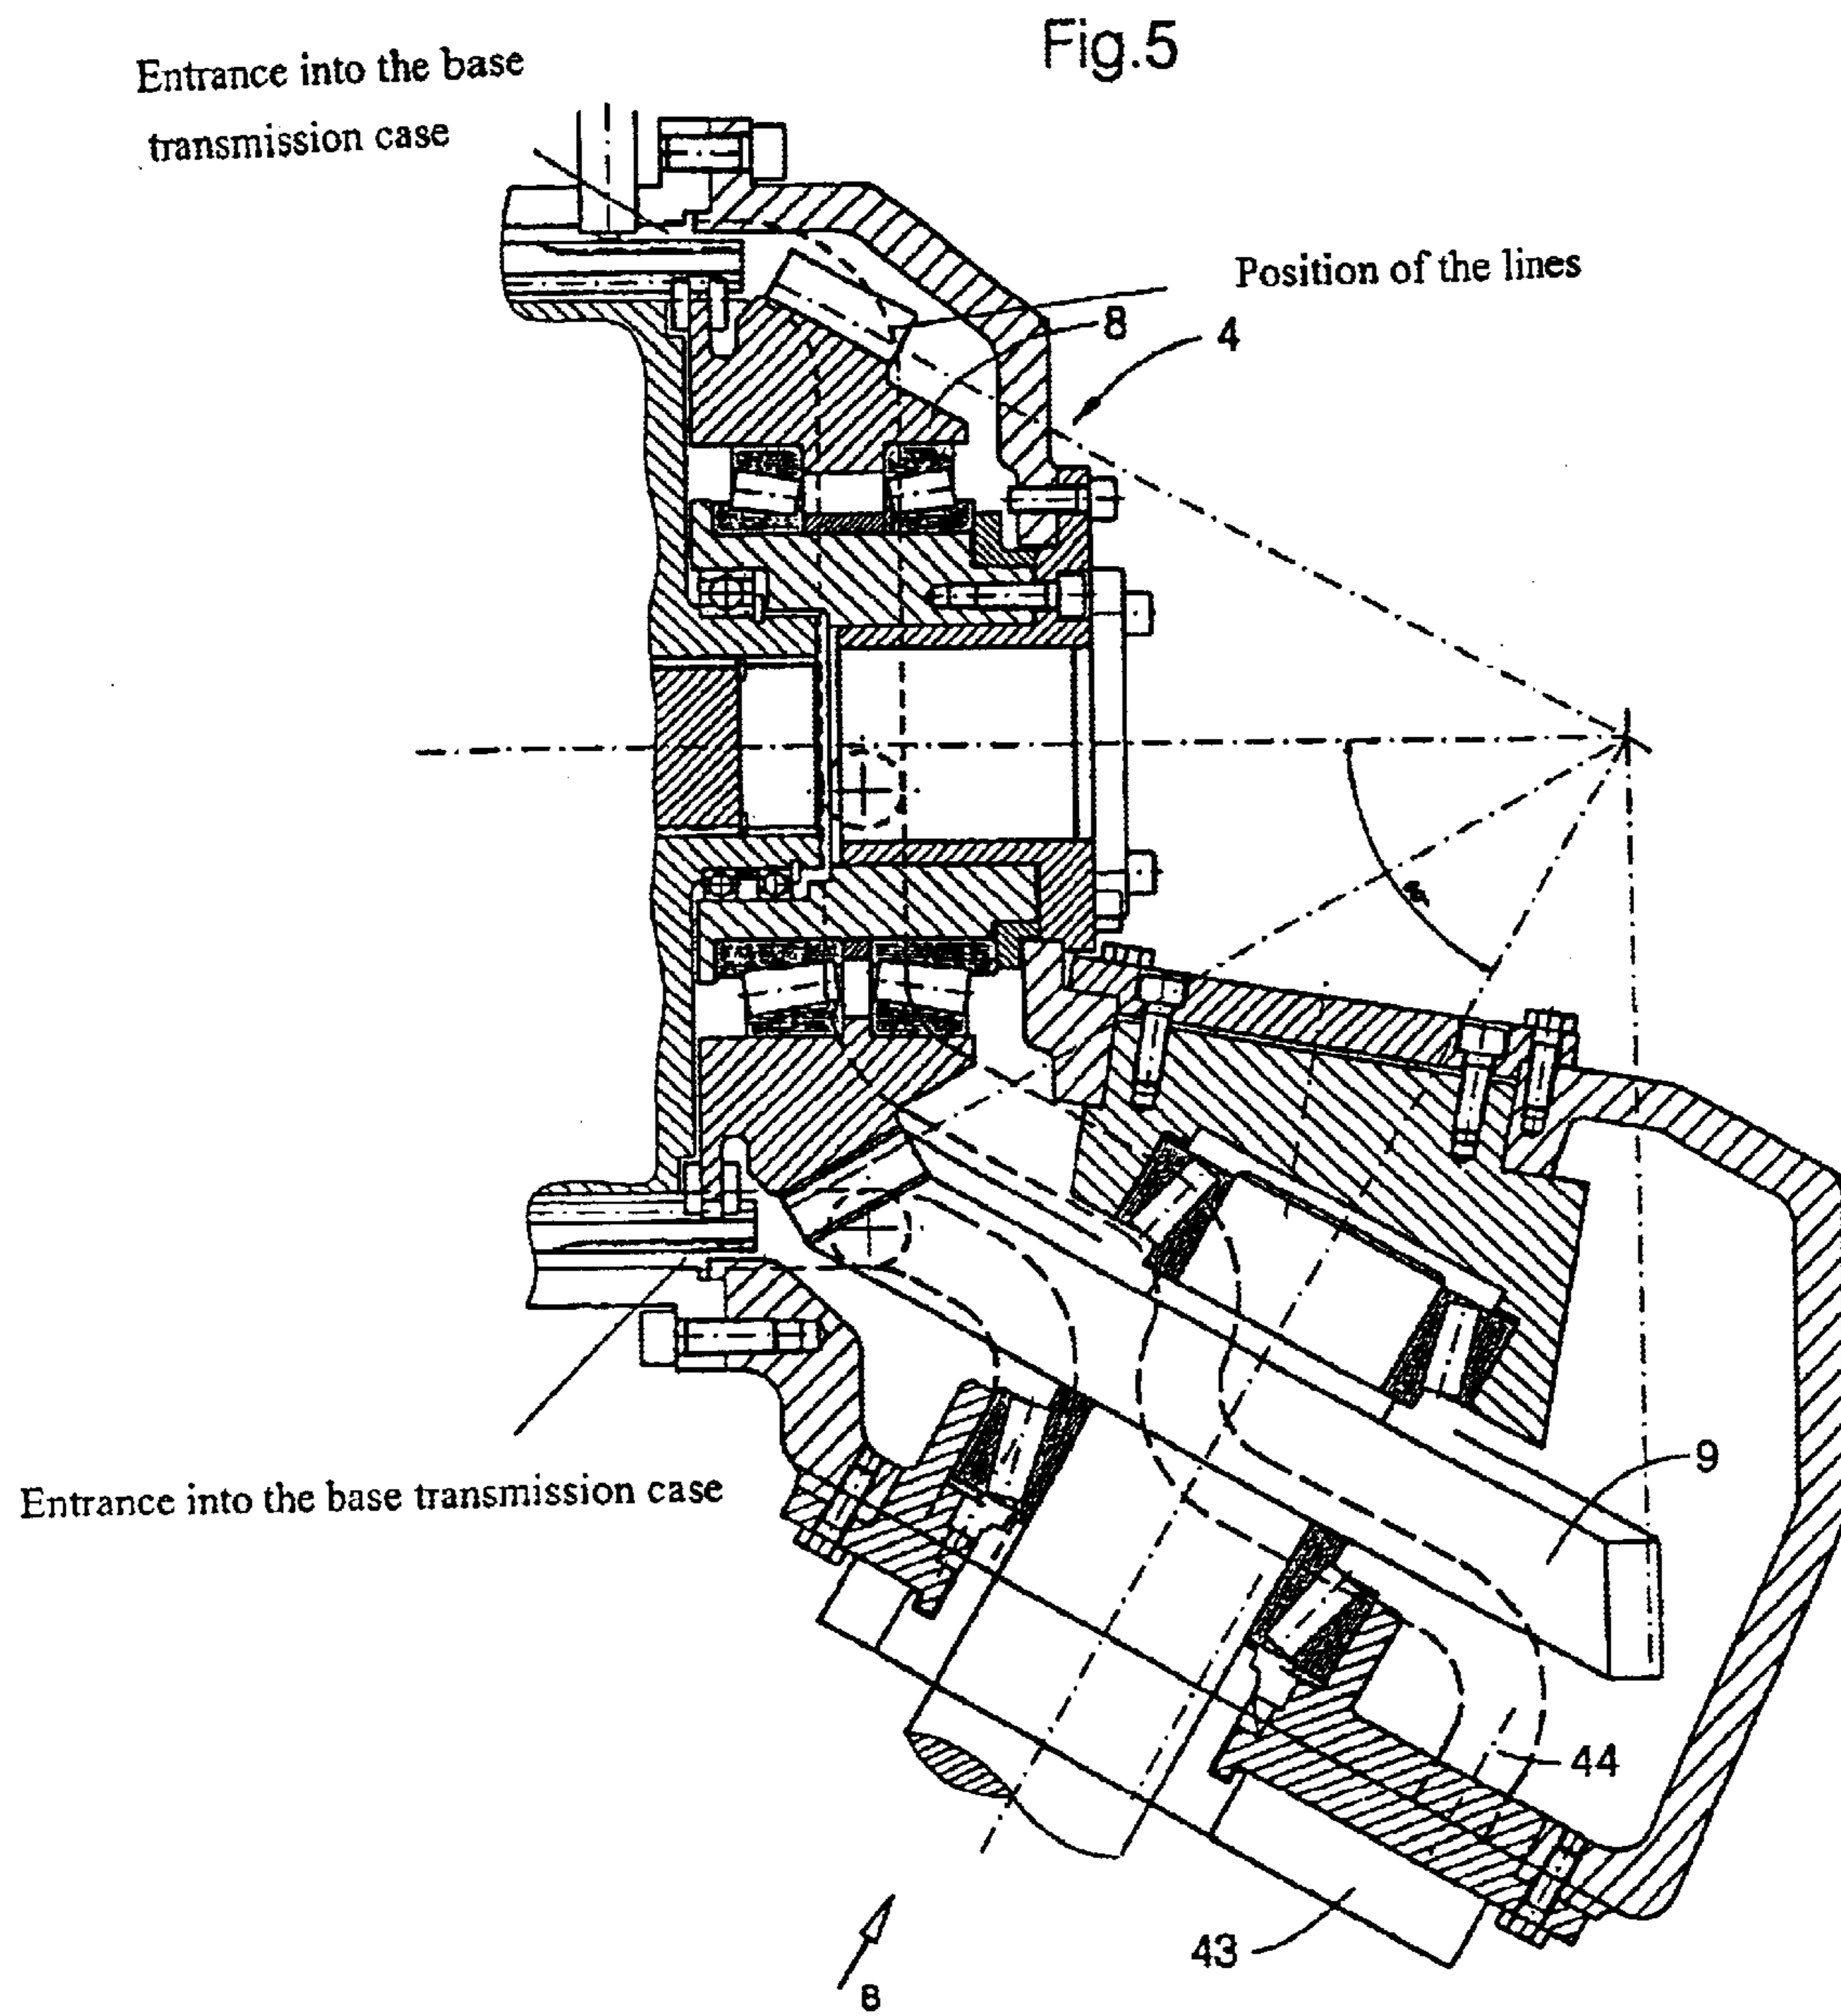 Fig.5
Entrance into the base
transmission case
Position of the lines
8
4
9
Entrance into the base transmission case
44
43
B